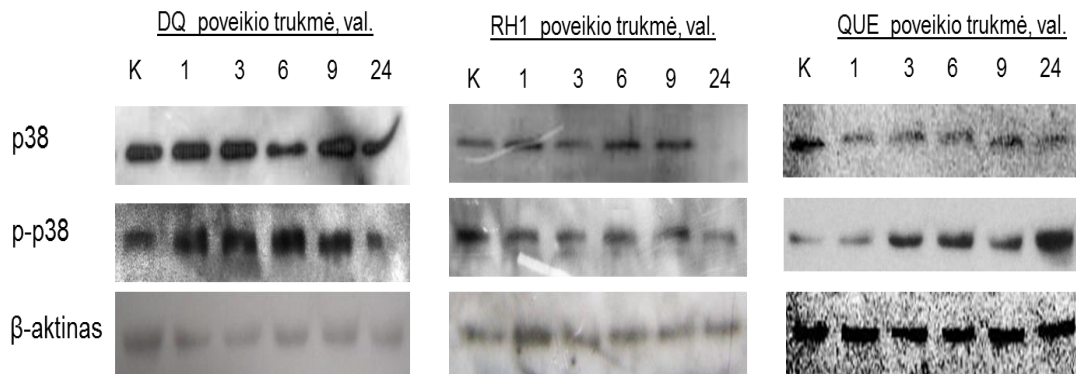 DQ poveikio trukmė, val.
RH1 poveikio trukmė, val.
QUE poveikio trukmė, val.
K 1 3 6 9 24
K 1 3 6 9 24
K 1 3 6 9 24
p38
p-p38
β-aktinas